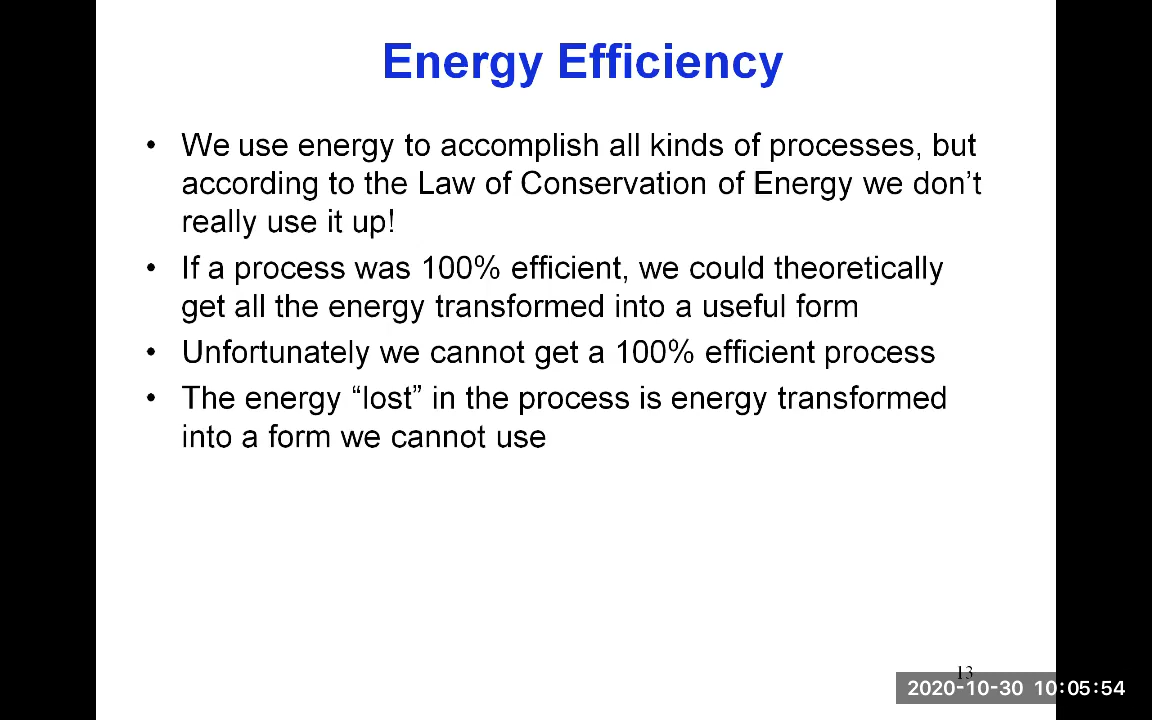 Energy Efficiency
• We use energy to accomplish all kinds of processes, but
according to the Law of Conservation of Energy we don’t
really use it up!
• If a process was 100% efficient, we could theoretically
get all the energy transformed into a useful form
• Unfortunately we cannot get a 100% efficient process
• The energy “lost” in the process is energy transformed
into a form we cannot use
13
2020-10-30 10:05:54